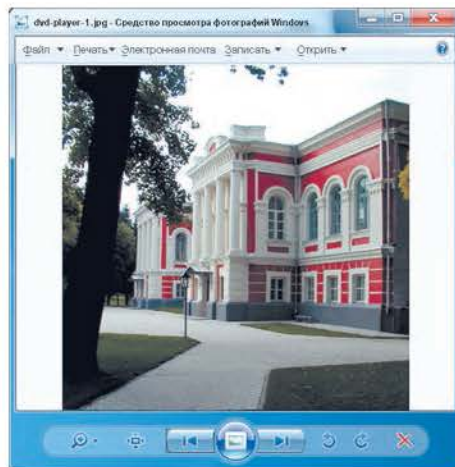 dvd-player-1.jpg - Средство просмотра фотографий Windows
Файл Печать Электронная почта Записать Открыть